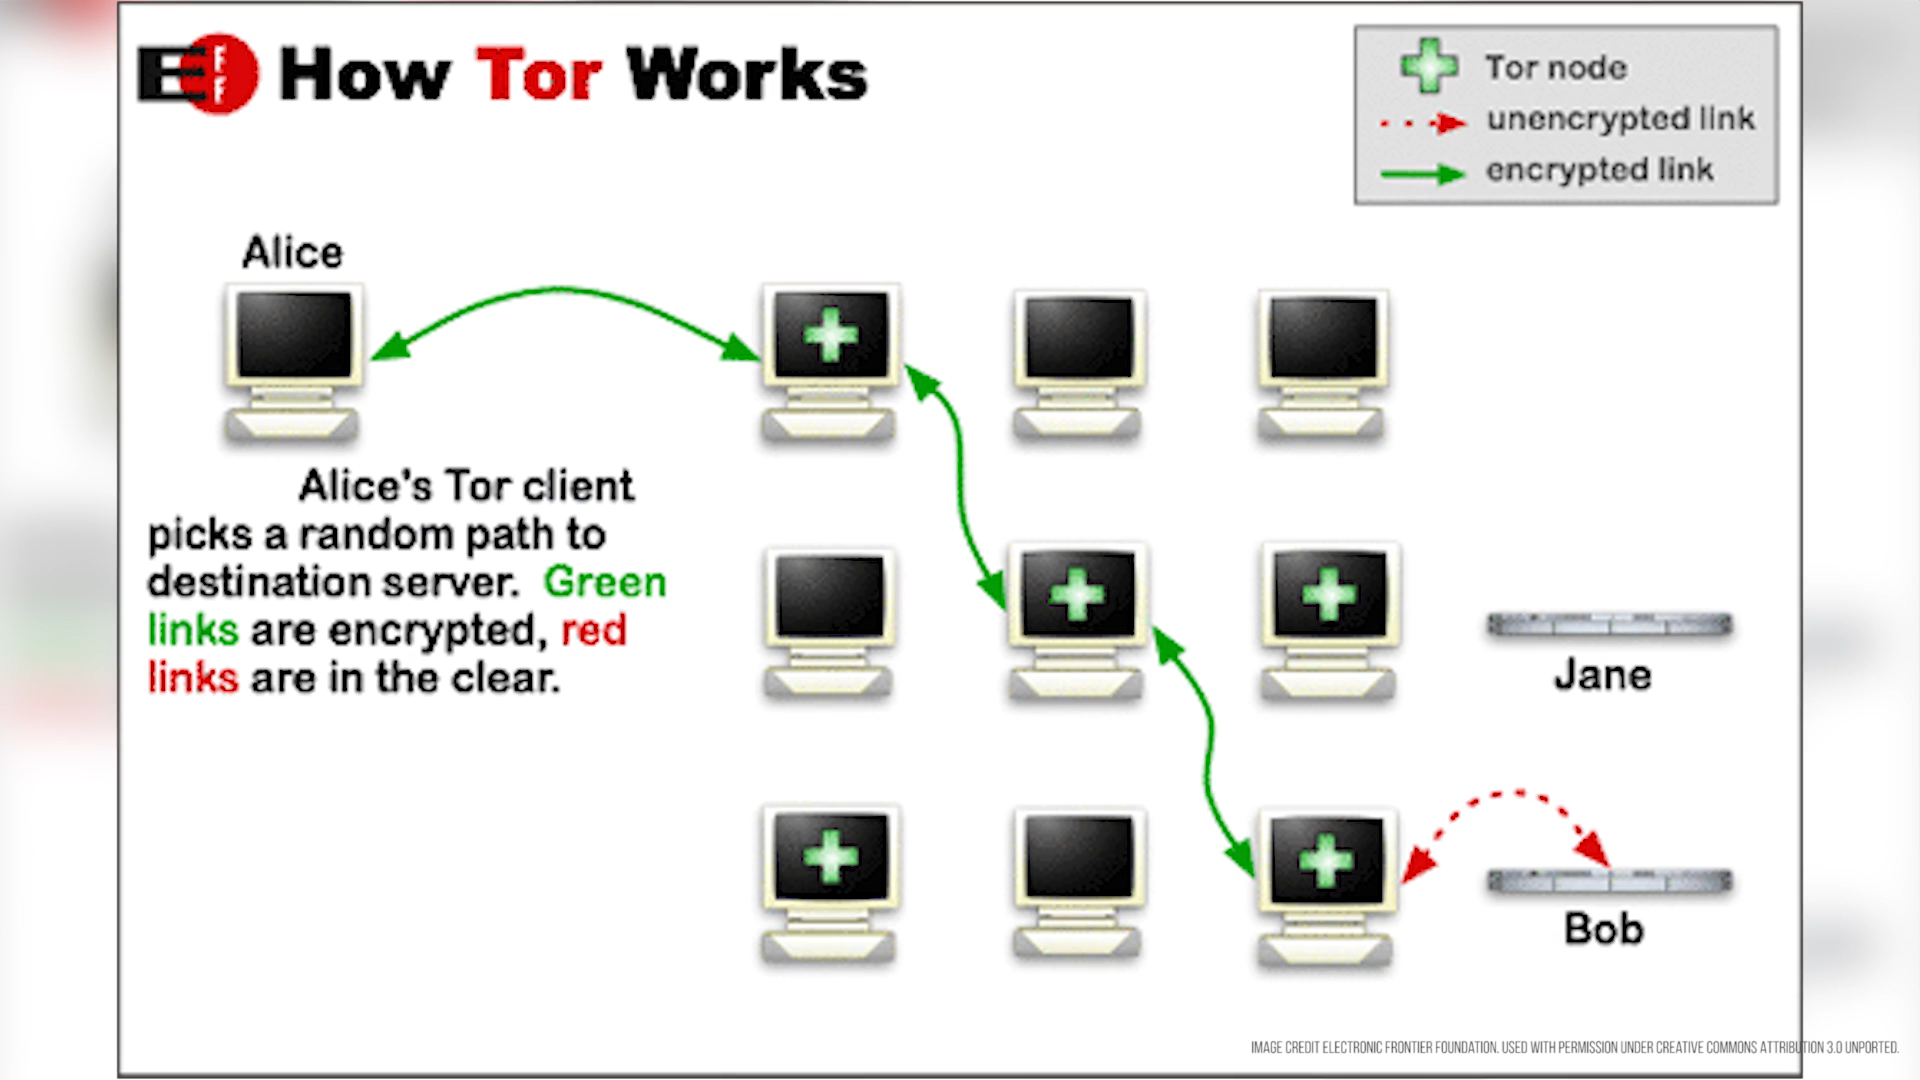 EFF How Tor Works
Tor node
unencrypted link
encrypted link
Alice
Alice's Tor client
picks a random path to
destination server. Green
links are encrypted, red
links are in the clear.
Jane
Bob
IMAGE CREDIT ELECTRONIC FRONTIER FOUNDATION. USED WITH PERMISSION UNDER CREATIVE COMMONS ATTRIBUTION 3.0 UNPORTED.